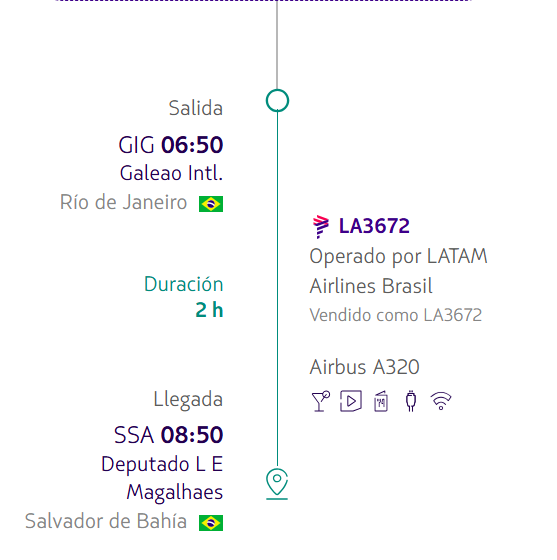 Salida
GIG 06:50
Galeao Intl.
Río de Janeiro
LA3672
Operado por LATAM
Airlines Brasil
Vendido como LA3672
Duración
2 h
Airbus A320
Llegada
SSA 08:50
Deputado L E
Magalhaes
Salvador de Bahía